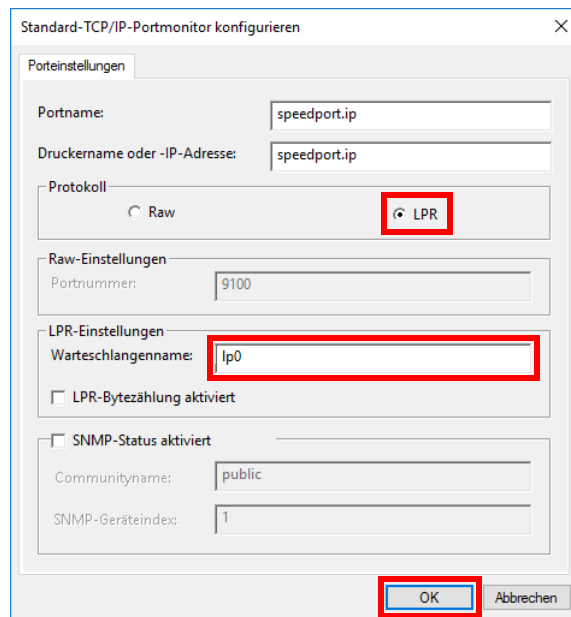 Standard-TCP/IP-Portmonitor konfigurieren
Porteinstellungen
Portname: speedport.ip
Druckername oder -IP-Adresse: speedport.ip
Protokoll
Raw LPR
Raw-Einstellungen
Portnummer: 9100
LPR-Einstellungen
Warteschlangenname: lp0
LPR-Bytezählung aktiviert
SNMP-Status aktiviert
Communityname: public
SNMP-Geräteindex: 1
OK Abbrechen